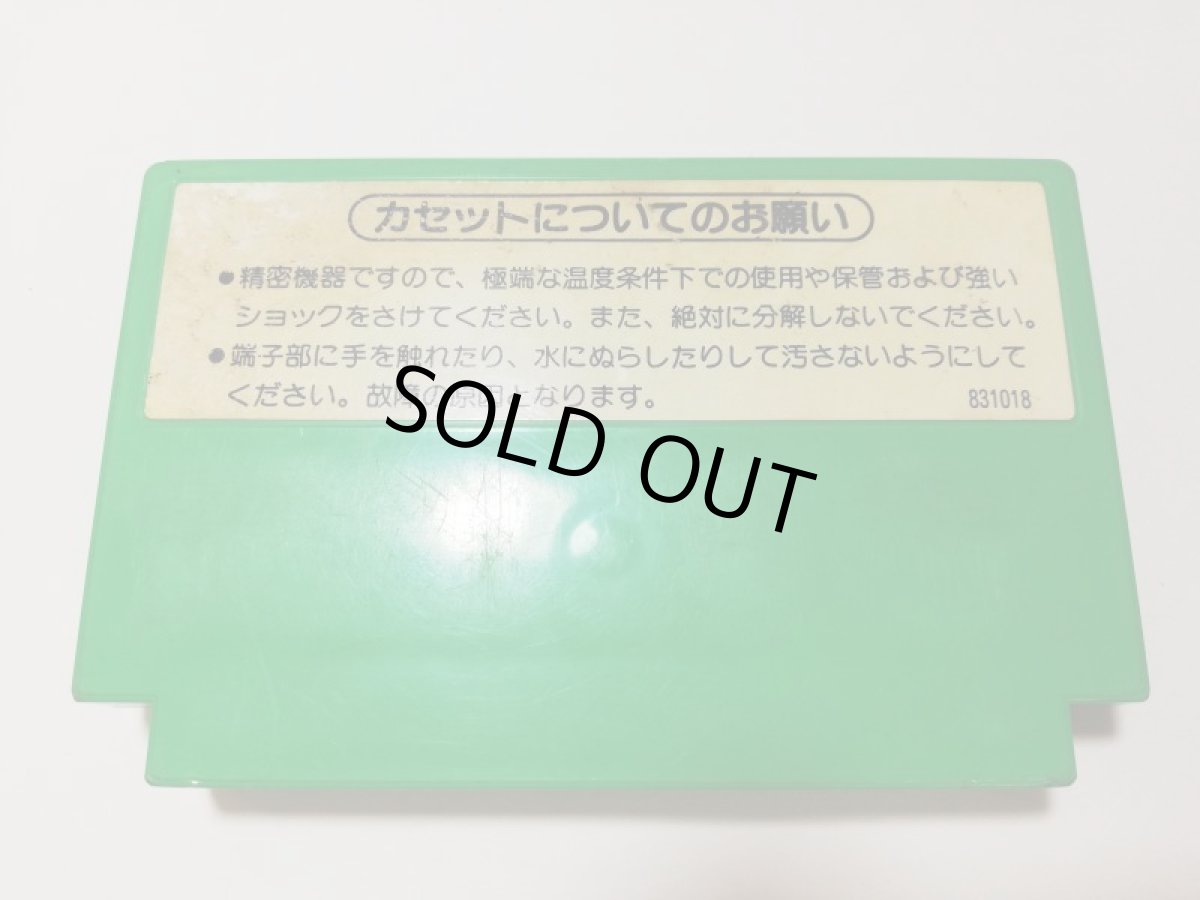 カセットについてのお願い
●精密機器ですので、極端な温度条件下での使用や保管および強い
ショックをさけてください。また、絶対に分解しないでください。
●端子部に手を触れたり、水にぬらしたりして汚さないようにして
ください。故障の原因となります。
831018
SOLD OUT